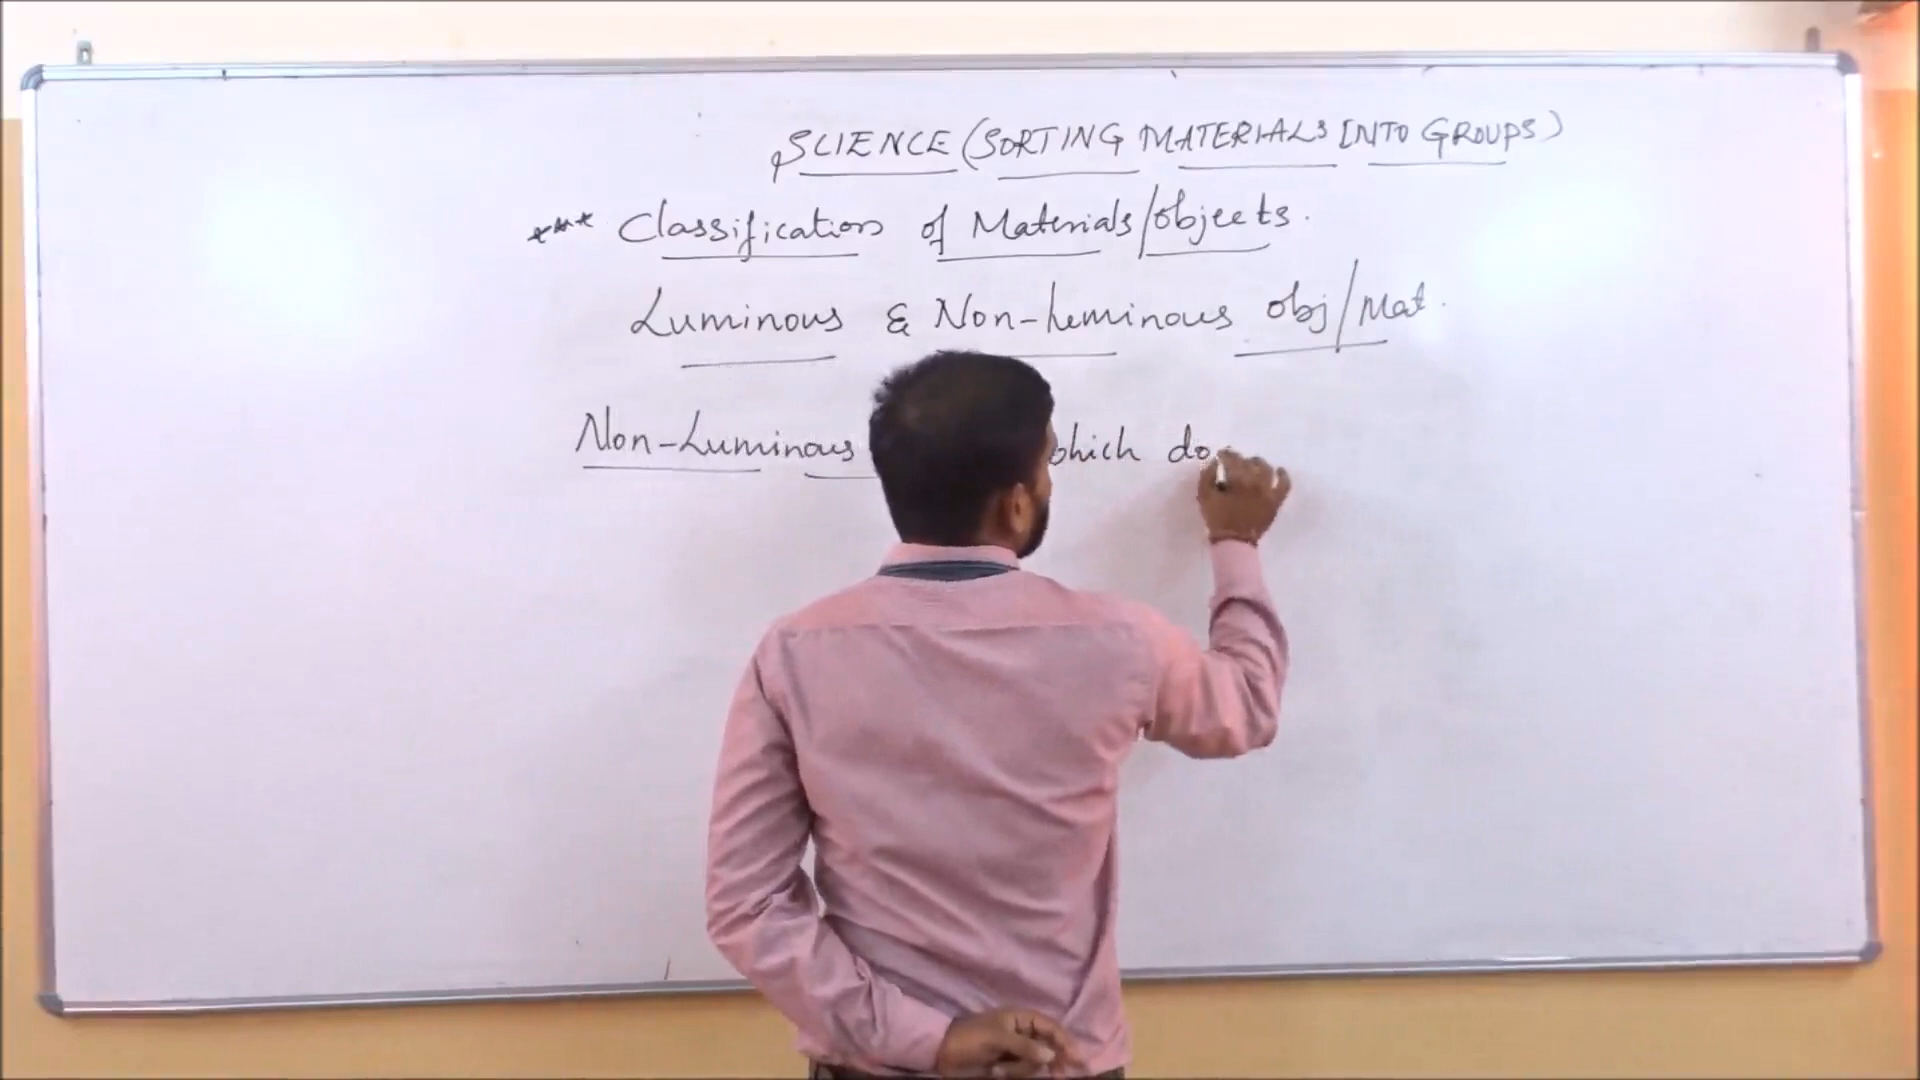 SCIENCE (SORTING MATERIALS INTO GROUPS)
*** Classification of Materials/objects.
Luminous & Non-Luminous obj/Mat.
Non-Luminous which do